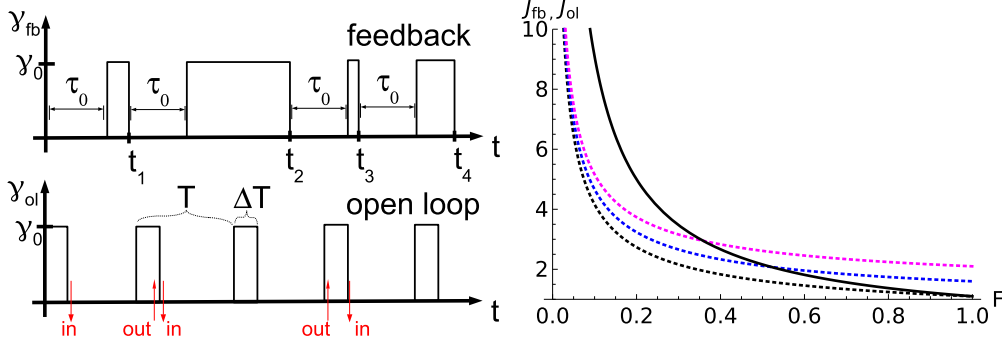 γfb feedback
γ0
τ0 τ0 τ0 τ0
t1 t2 t3 t4 t
γol T ΔT open loop
γ0
in out in out in t
Jfb, Jol
10
8
6
4
2
0.0 0.2 0.4 0.6 0.8 1.0 F